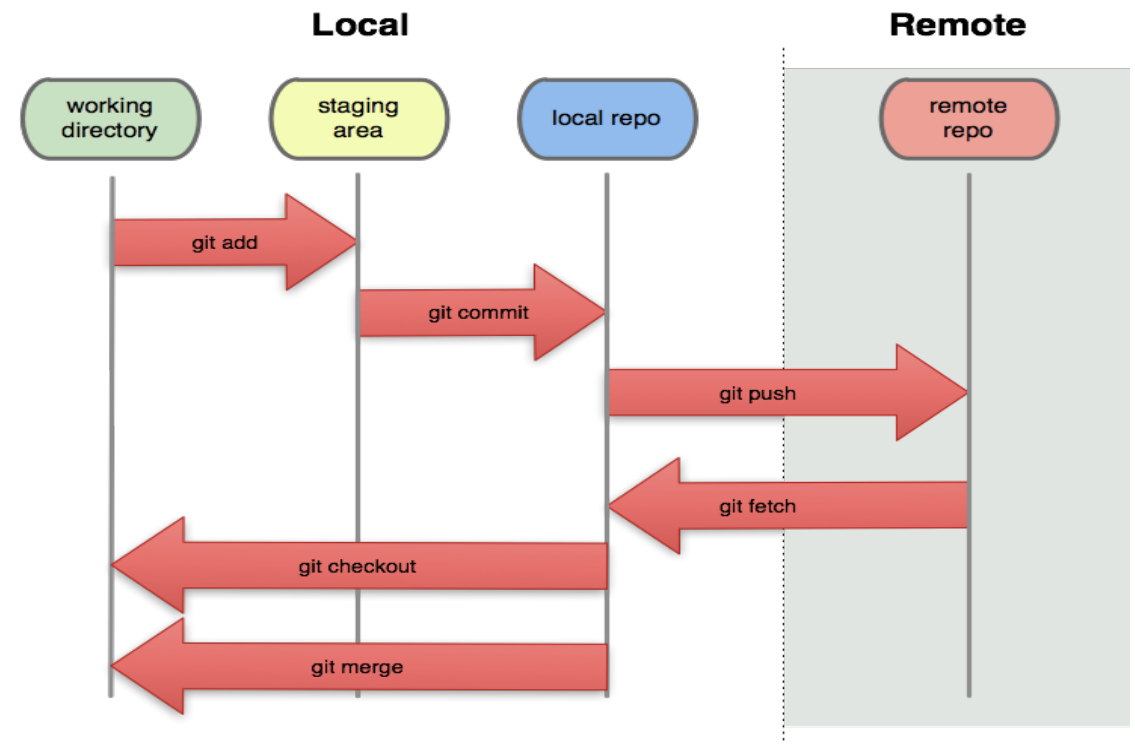 Local
Remote
working
directory
staging
area
local repo
remote
repo
git add
git commit
git push
git fetch
git checkout
git merge